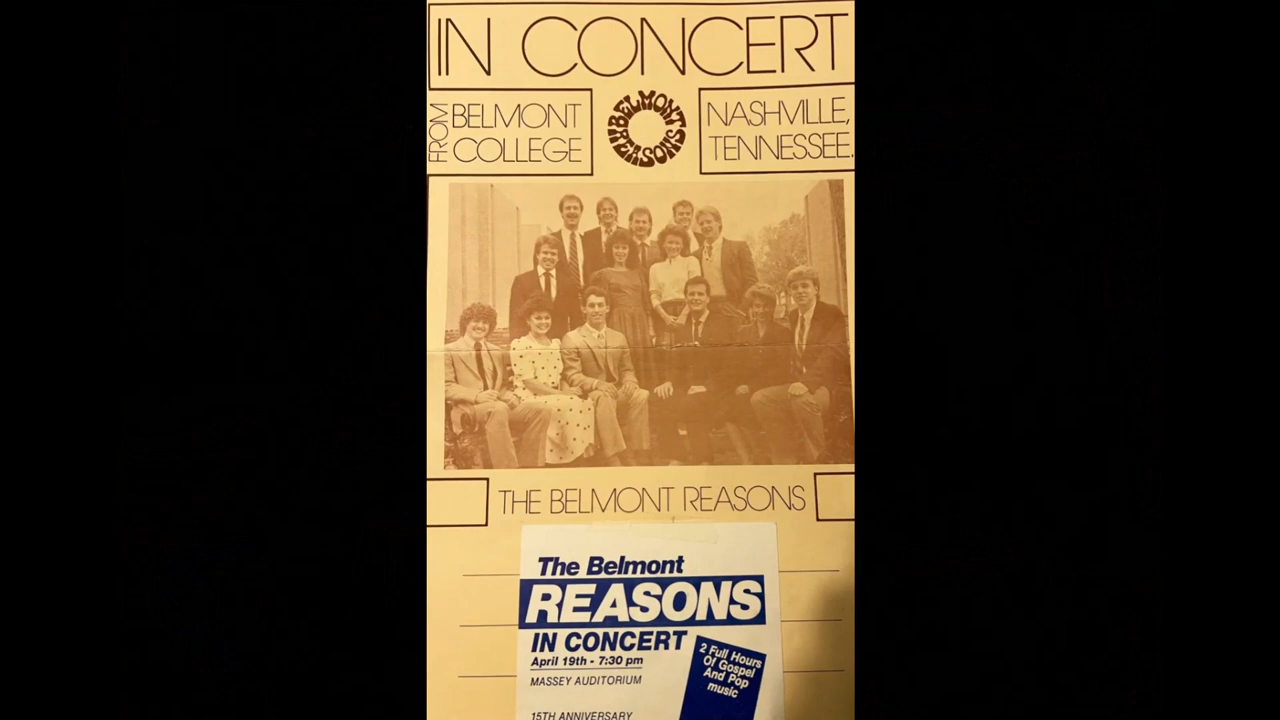 IN CONCERT
FROM
BELMONT
COLLEGE
BELMONT
REASONS
NASHVILLE,
TENNESSEE.
THE BELMONT REASONS
The Belmont
REASONS
IN CONCERT
April 19th - 7:30 pm
MASSEY AUDITORIUM
15TH ANNIVERSARY
2 Full Hours
Of Gospel
And Pop
music